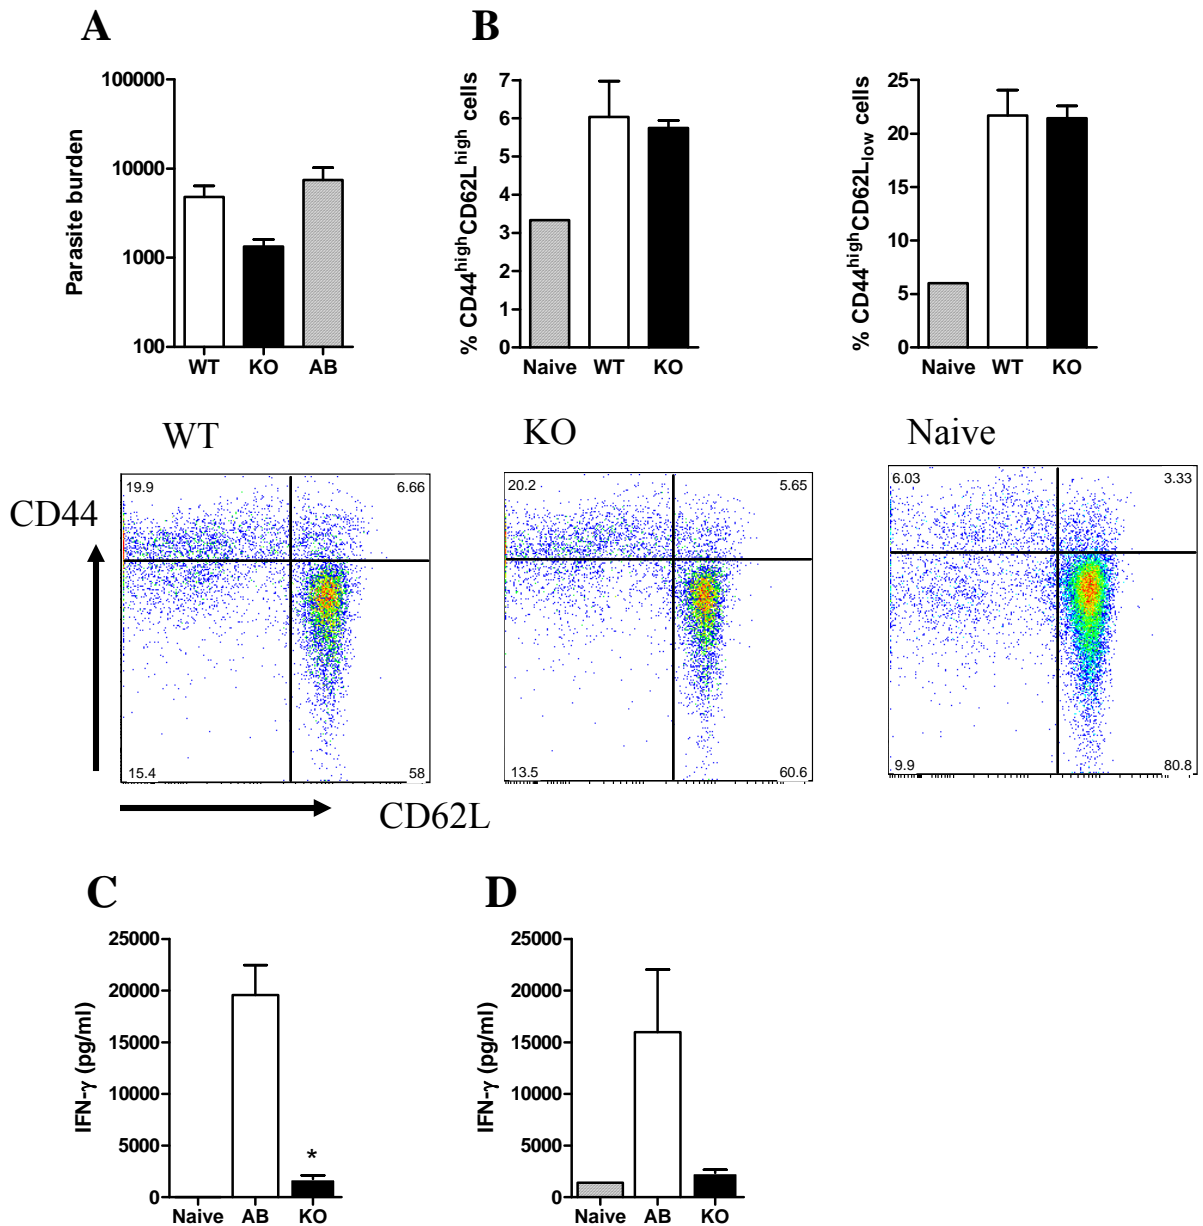 A
B
100000
10000
1000
100
Parasite burden
WT KO AB
7
6
5
4
3
2
1
0
% CD44highCD62Lhigh cells
Naive WT KO
25
20
15
10
5
0
% CD44highCD62Llow cells
Naive WT KO
WT
KO
Naive
CD44
19.9 6.66
15.4 58
20.2 5.65
13.5 60.6
6.03 3.33
9.9 80.8
CD62L
C
D
25000
20000
15000
10000
5000
0
IFN-γ (pg/ml)
*
Naive AB KO
25000
20000
15000
10000
5000
0
IFN-γ (pg/ml)
Naive AB KO